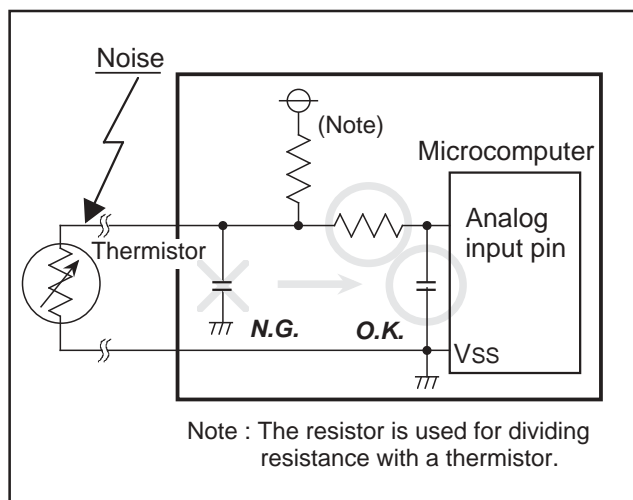 Noise
(Note)
Microcomputer
Analog
input pin
Thermistor
N.G.
O.K.
VSS
Note : The resistor is used for dividing
resistance with a thermistor.